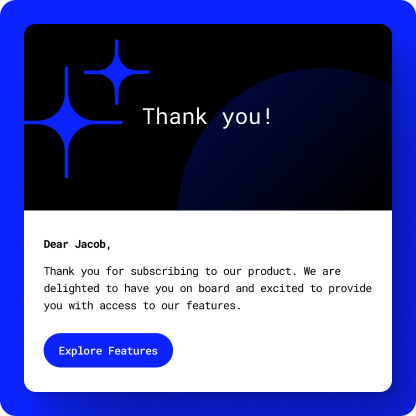 Thank you!
Dear Jacob,
Thank you for subscribing to our product. We are
delighted to have you on board and excited to provide
you with access to our features.
Explore Features